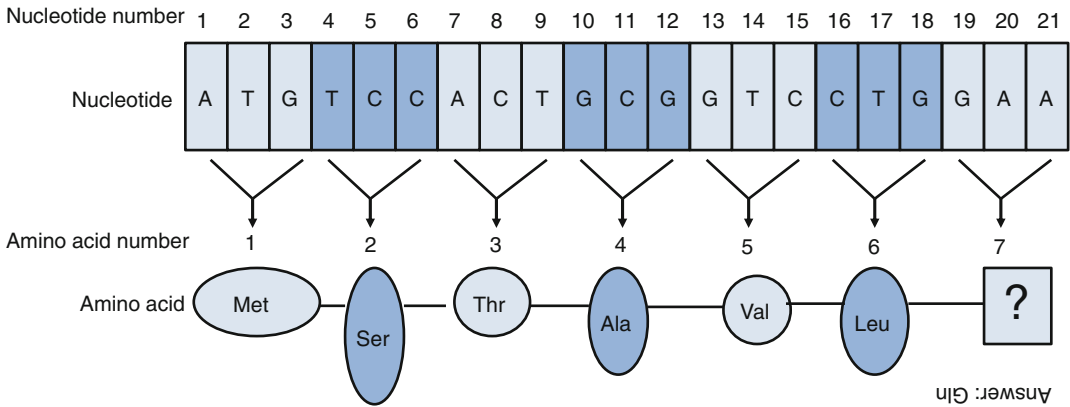 Nucleotide number 1 2 3 4 5 6 7 8 9 10 11 12 13 14 15 16 17 18 19 20 21
Nucleotide A T G T C C A C T G C G G T C C T G G A A
Amino acid number 1 2 3 4 5 6 7
Amino acid Met Ser Thr Ala Val Leu ?
Answer: Gln